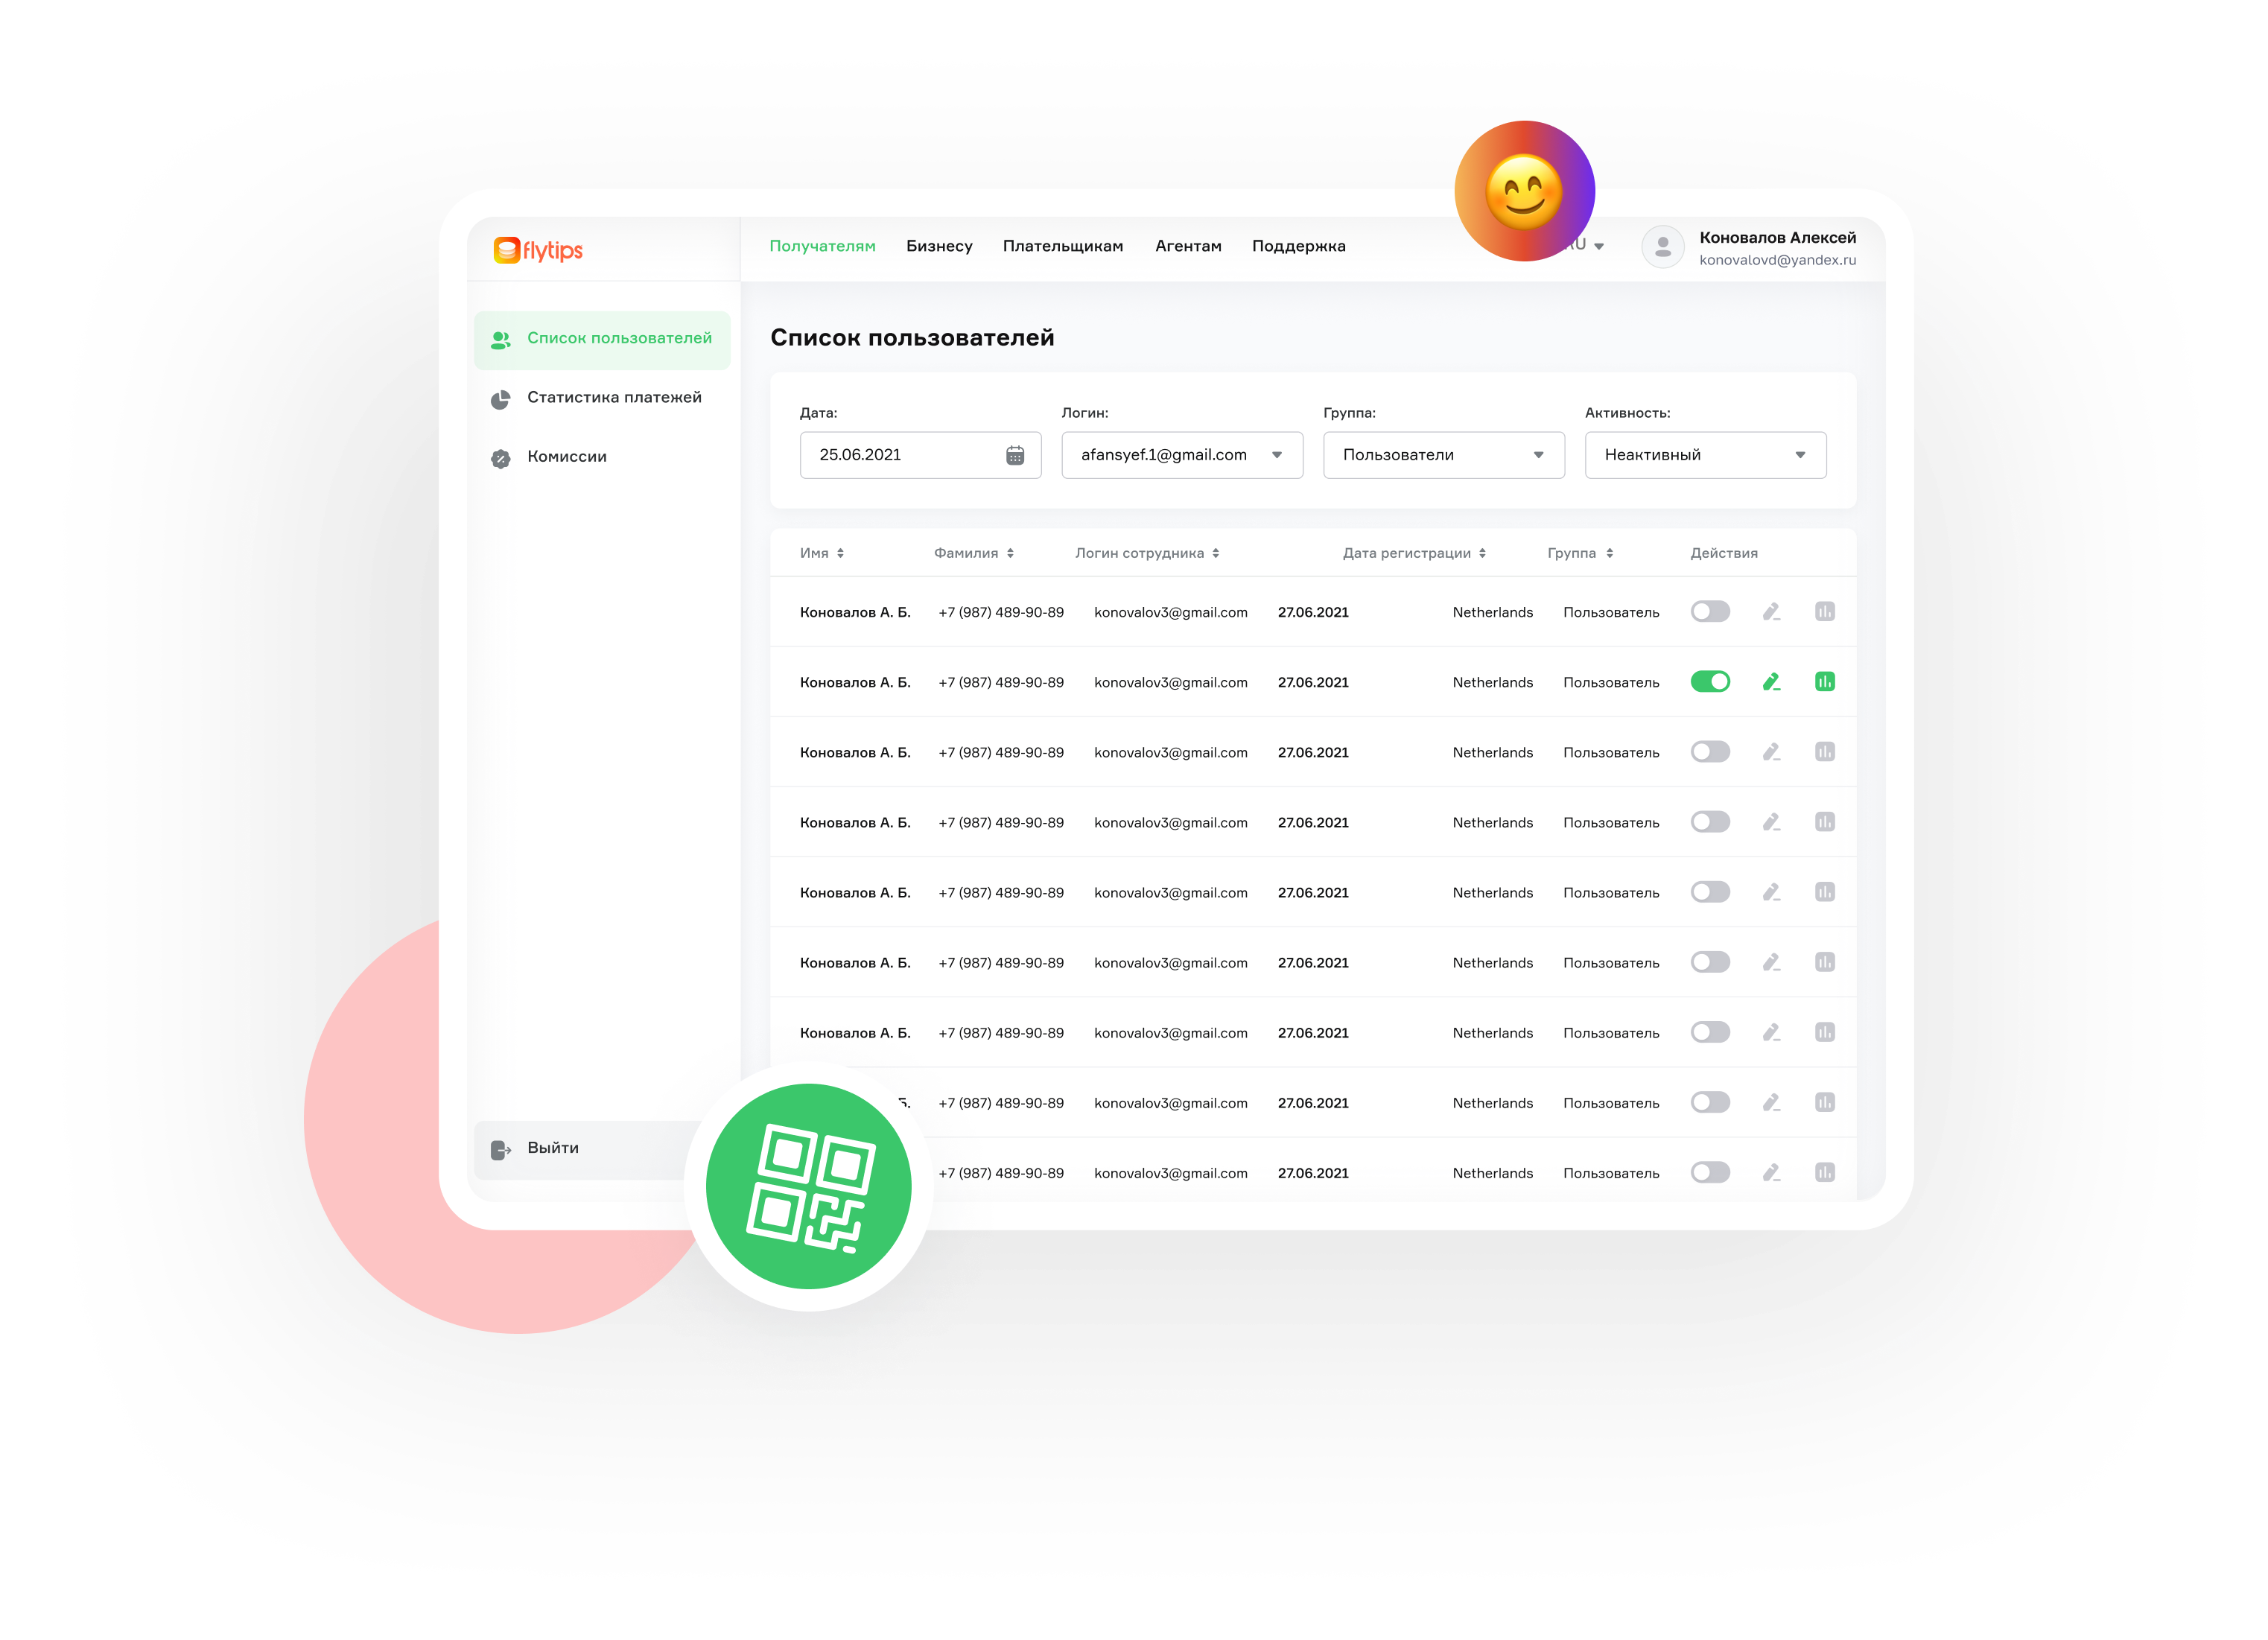 flytips
Получателям Бизнесу Плательщикам Агентам Поддержка
Коновалов Алексей
konovalovd@yandex.ru
Список пользователей
Статистика платежей
Комиссии
Выйти
Список пользователей
Дата: Логин: Группа: Активность:
25.06.2021 afansyef.1@gmail.com Пользователи Неактивный
Имя Фамилия Логин сотрудника Дата регистрации Группа Действия
Коновалов А. Б. +7 (987) 489-90-89 konovalov3@gmail.com 27.06.2021 Netherlands Пользователь
Коновалов А. Б. +7 (987) 489-90-89 konovalov3@gmail.com 27.06.2021 Netherlands Пользователь
Коновалов А. Б. +7 (987) 489-90-89 konovalov3@gmail.com 27.06.2021 Netherlands Пользователь
Коновалов А. Б. +7 (987) 489-90-89 konovalov3@gmail.com 27.06.2021 Netherlands Пользователь
Коновалов А. Б. +7 (987) 489-90-89 konovalov3@gmail.com 27.06.2021 Netherlands Пользователь
Коновалов А. Б. +7 (987) 489-90-89 konovalov3@gmail.com 27.06.2021 Netherlands Пользователь
Коновалов А. Б. +7 (987) 489-90-89 konovalov3@gmail.com 27.06.2021 Netherlands Пользователь
Б. +7 (987) 489-90-89 konovalov3@gmail.com 27.06.2021 Netherlands Пользователь
+7 (987) 489-90-89 konovalov3@gmail.com 27.06.2021 Netherlands Пользователь